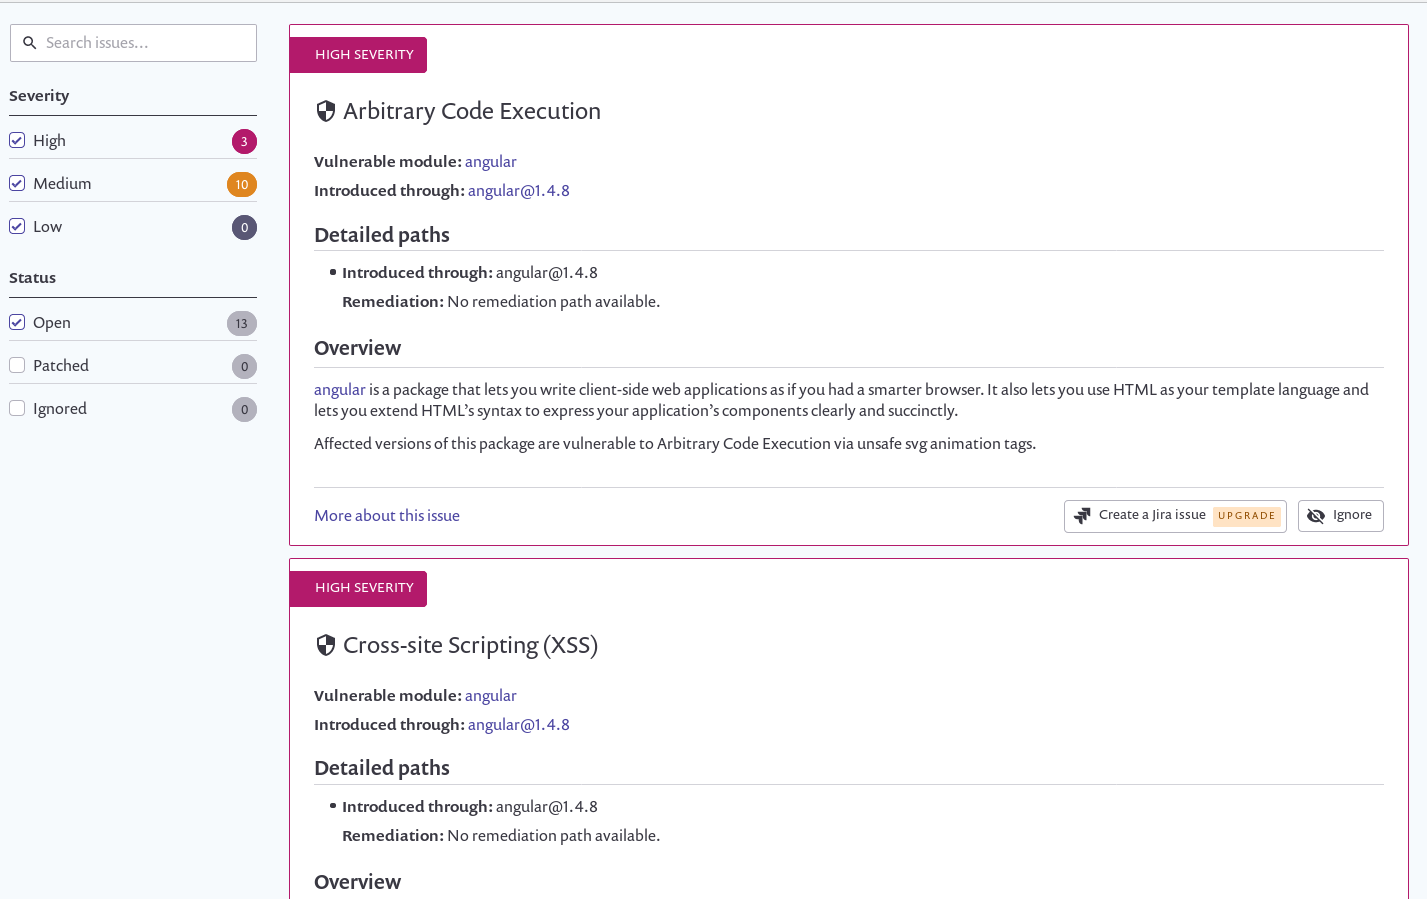 Search issues...
Severity
High 3
Medium 10
Low 0
Status
Open 13
Patched 0
Ignored 0
HIGH SEVERITY
Arbitrary Code Execution
Vulnerable module: angular
Introduced through: angular@1.4.8
Detailed paths
• Introduced through: angular@1.4.8
Remediation: No remediation path available.
Overview
angular is a package that lets you write client-side web applications as if you had a smarter browser. It also lets you use HTML as your template language and
lets you extend HTML’s syntax to express your application’s components clearly and succinctly.
Affected versions of this package are vulnerable to Arbitrary Code Execution via unsafe svg animation tags.
More about this issue
Create a Jira issue UPGRADE
Ignore
HIGH SEVERITY
Cross-site Scripting (XSS)
Vulnerable module: angular
Introduced through: angular@1.4.8
Detailed paths
• Introduced through: angular@1.4.8
Remediation: No remediation path available.
Overview